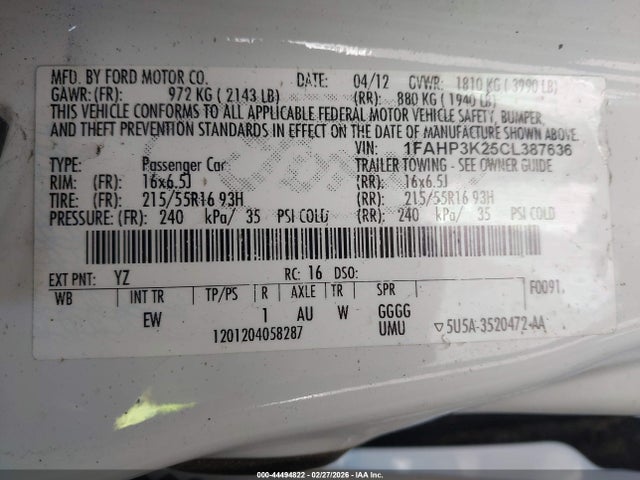 MFD. BY FORD MOTOR CO. DATE: 04/12 GVWR: 1810 KG ( 3990 LB)
GAWR: (FR): 972 KG ( 2143 LB) (RR): 880 KG ( 1940 LB)
THIS VEHICLE CONFORMS TO ALL APPLICABLE FEDERAL MOTOR VEHICLE SAFETY, BUMPER,
AND THEFT PREVENTION STANDARDS IN EFFECT ON THE DATE OF MANUFACTURE SHOWN ABOVE.
VIN: 1FAHP3K25CL387636
TYPE: Passenger Car TRAILER TOWING - SEE OWNER GUIDE
RIM: (FR): 16x6.5J (RR): 16x6.5J
TIRE: (FR): 215/55R16 93H (RR): 215/55R16 93H
PRESSURE: (FR): 240 kPa/ 35 PSI COLD (RR): 240 kPa/ 35 PSI COLD
EXT PNT: YZ RC: 16 DSO: F0091
WB INT TR TP/PS R AXLE TR SPR
EW 1 AU W GGGG
1201204058287 UMU ▽5U5A-3520472-AA
000-44494822 - 02/27/2026 - IAA Inc.